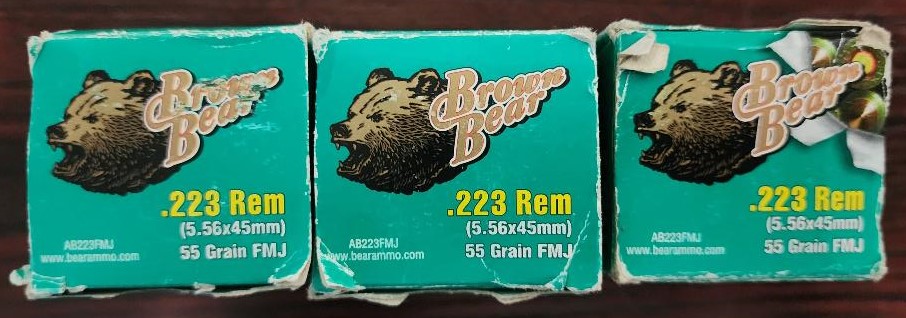 Brown
Bear
.223 Rem
(5.56x45mm)
AB223FMJ
55 Grain FMJ
www.bearammo.com
Brown
Bear
.223 Rem
(5.56x45mm)
AB223FMJ
55 Grain FMJ
www.bearammo.com
Brown
Bear
.223 Rem
(5.56x45mm)
AB223FMJ
55 Grain FMJ
www.bearammo.com